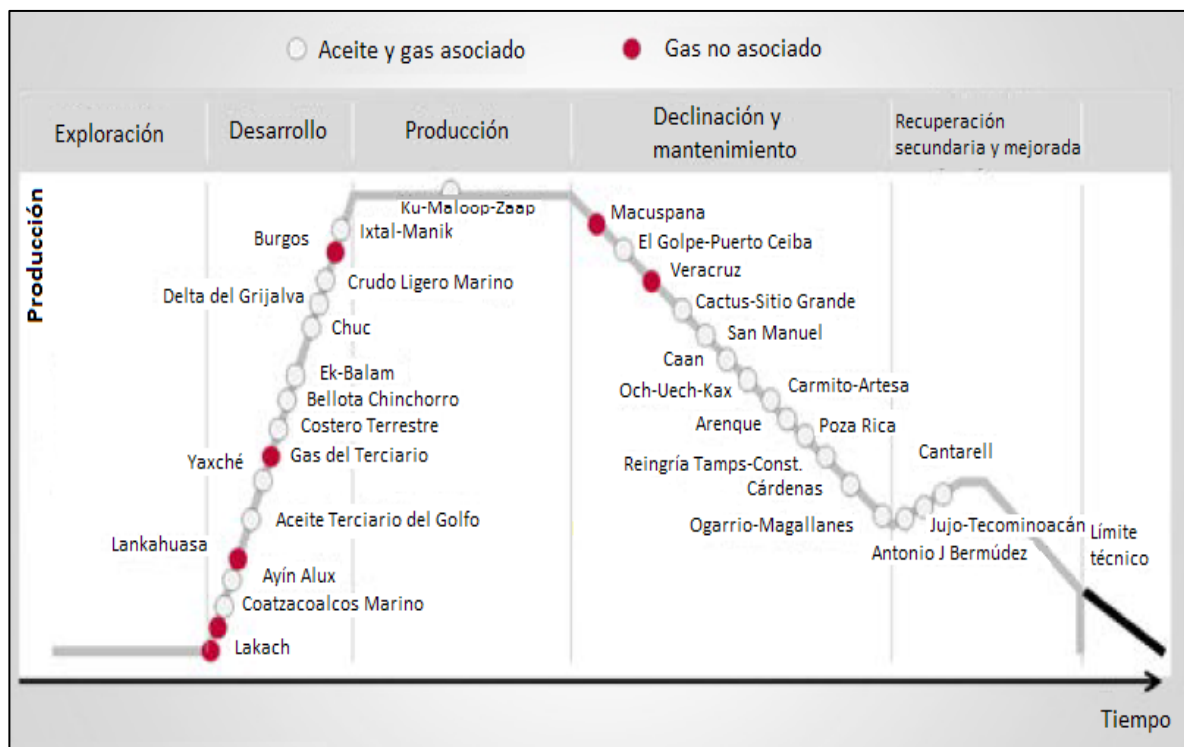 Aceite y gas asociado
Gas no asociado
Exploración
Desarrollo
Producción
Declinación y
mantenimiento
Recuperación
secundaria y mejorada
Producción
Ku-Maloop-Zaap
Burgos
Ixtal-Manik
Delta del Grijalva
Crudo Ligero Marino
Chuc
Ek-Balam
Bellota Chinchorro
Costero Terrestre
Yaxché
Gas del Terciario
Aceite Terciario del Golfo
Lankahuasa
Ayín Alux
Coatzacoalcos Marino
Lakach
Macuspana
El Golpe-Puerto Ceiba
Veracruz
Cactus-Sitio Grande
San Manuel
Caan
Och-Uech-Kax
Carmito-Artesa
Arenque
Poza Rica
Reingría Tamps-Const.
Cárdenas
Ogarrio-Magallanes
Cantarell
Jujo-Tecominoacán
Antonio J Bermúdez
Límite
técnico
Tiempo